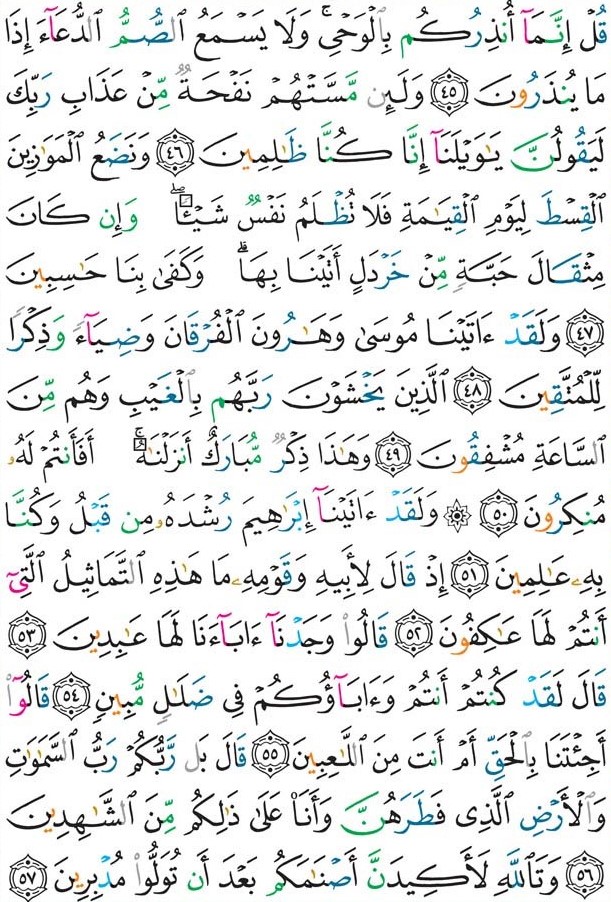 قُلْ إِنَّمَآ أُنذِرُكُم بِٱلْوَحْىِ ۚ وَلَا يَسْمَعُ ٱلصُّمُّ ٱلدُّعَآءَ إِذَا
مَا يُنذَرُونَ ٤٥ وَلَئِن مَّسَّتْهُمْ نَفْحَةٌ مِّنْ عَذَابِ رَبِّكَ
لَيَقُولُنَّ يَٰوَيْلَنَآ إِنَّا كُنَّا ظَٰلِمِينَ ٤٦ وَنَضَعُ ٱلْمَوَٰزِينَ
ٱلْقِسْطَ لِيَوْمِ ٱلْقِيَٰمَةِ فَلَا تُظْلَمُ نَفْسٌ شَيْـًٔا ۖ وَإِن كَانَ
مِثْقَالَ حَبَّةٍ مِّنْ خَرْدَلٍ أَتَيْنَا بِهَا ۗ وَكَفَىٰ بِنَا حَٰسِبِينَ
٤٧ وَلَقَدْ ءَاتَيْنَا مُوسَىٰ وَهَٰرُونَ ٱلْفُرْقَانَ وَضِيَآءً وَذِكْرًا
لِّلْمُتَّقِينَ ٤٨ ٱلَّذِينَ يَخْشَوْنَ رَبَّهُم بِٱلْغَيْبِ وَهُم مِّنَ
ٱلسَّاعَةِ مُشْفِقُونَ ٤٩ وَهَٰذَا ذِكْرٌ مُّبَارَكٌ أَنزَلْنَٰهُ ۚ أَفَأَنتُمْ لَهُۥ
مُنكِرُونَ ٥٠ ۞ وَلَقَدْ ءَاتَيْنَآ إِبْرَٰهِيمَ رُشْدَهُۥ مِن قَبْلُ وَكُنَّا
بِهِۦ عَٰلِمِينَ ٥١ إِذْ قَالَ لِأَبِيهِ وَقَوْمِهِۦ مَا هَٰذِهِ ٱلتَّمَاثِيلُ ٱلَّتِىٓ
أَنتُمْ لَهَا عَٰكِفُونَ ٥٢ قَالُوا۟ وَجَدْنَآ ءَابَآءَنَا لَهَا عَٰبِدِينَ ٥٣
قَالَ لَقَدْ كُنتُمْ أَنتُمْ وَءَابَآؤُكُمْ فِى ضَلَٰلٍ مُّبِينٍ ٥٤ قَالُوٓا۟
أَجِئْتَنَا بِٱلْحَقِّ أَمْ أَنتَ مِنَ ٱللَّٰعِبِينَ ٥٥ قَالَ بَل رَّبُّكُمْ رَبُّ ٱلسَّمَٰوَٰتِ
وَٱلْأَرْضِ ٱلَّذِى فَطَرَهُنَّ وَأَنَا۠ عَلَىٰ ذَٰلِكُم مِّنَ ٱلشَّٰهِدِينَ
٥٦ وَتَٱللَّهِ لَأَكِيدَنَّ أَصْنَٰمَكُم بَعْدَ أَن تُوَلُّوا۟ مُدْبِرِينَ ٥٧